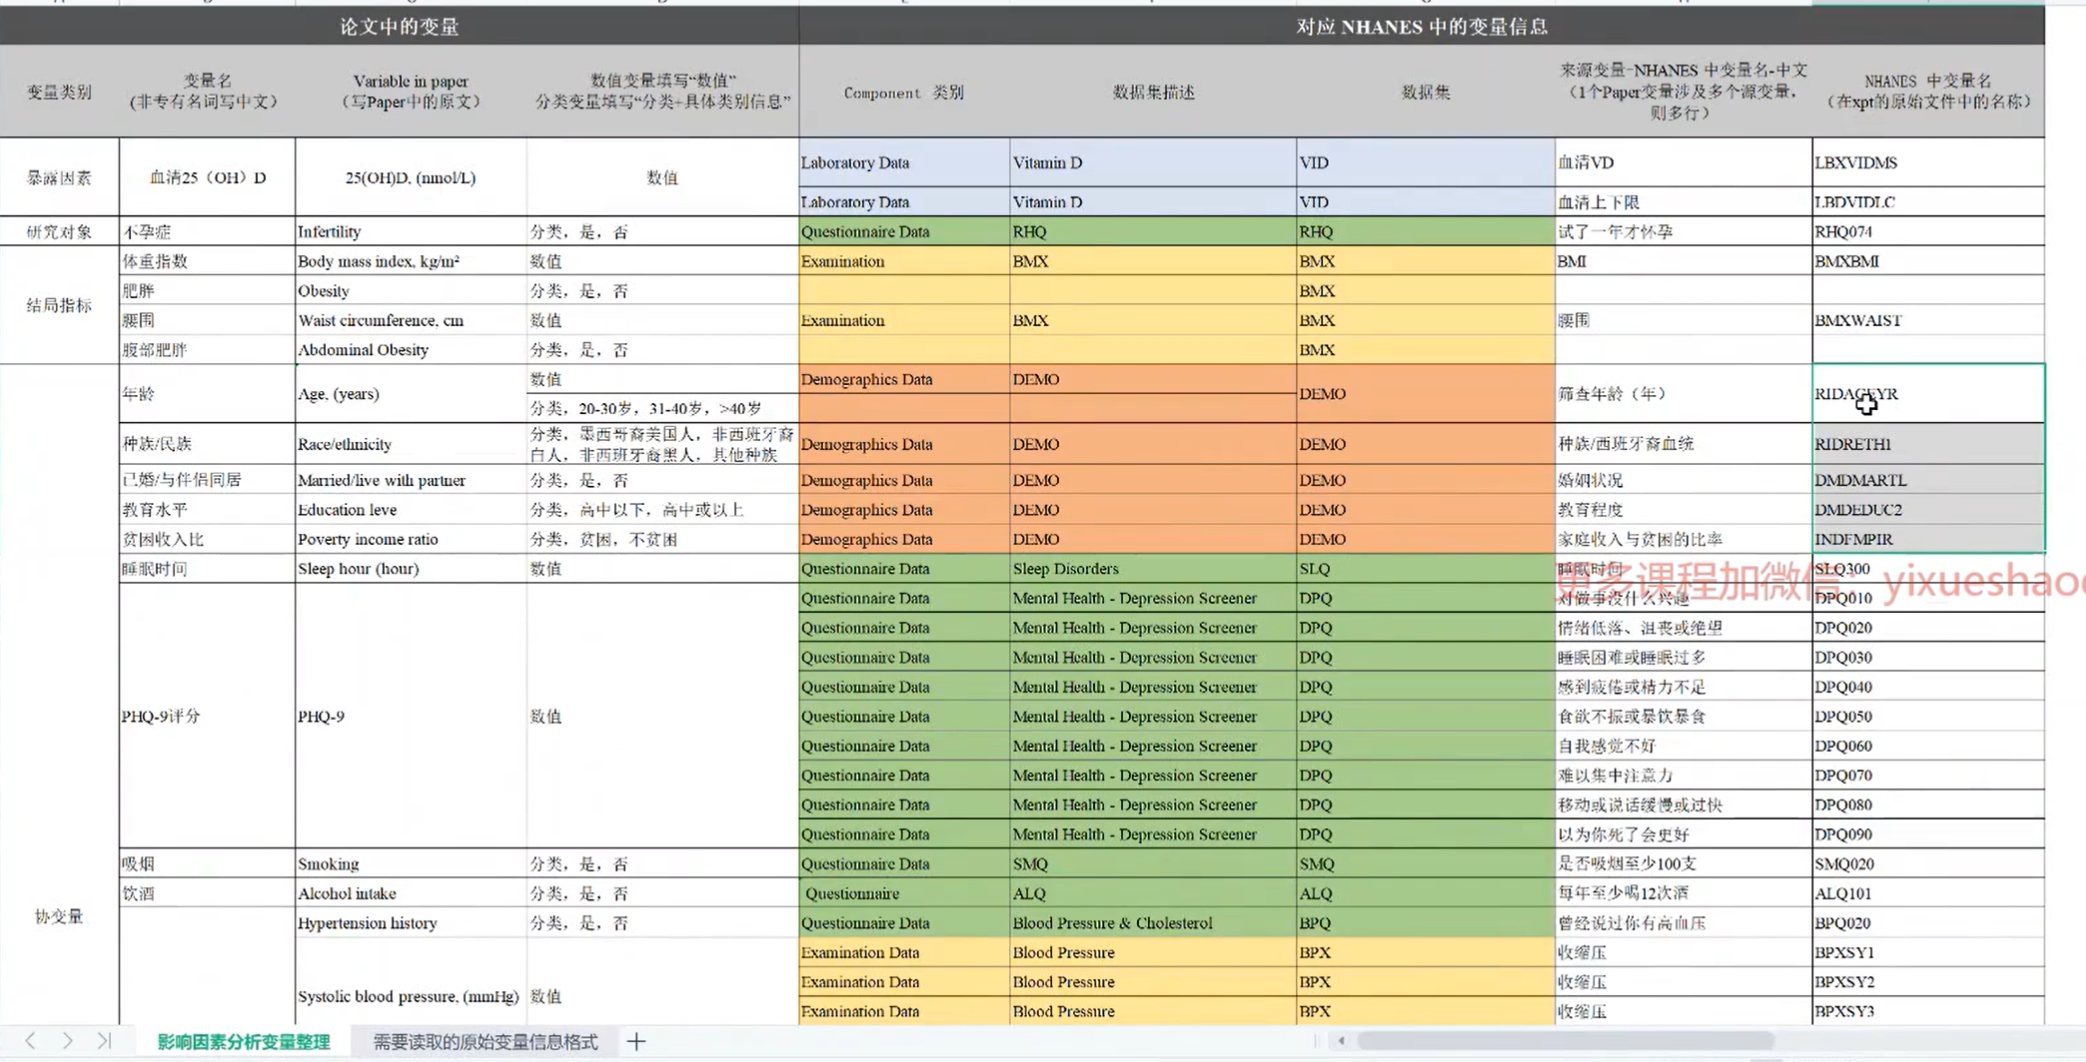 论文中的变量
对应 NHANES 中的变量信息
变量类别
变量名
(非专有名词写中文)
Variable in paper
（写Paper中的原文）
数值变量填写“数值”
分类变量填写“分类+具体类别信息”
Component 类别
数据集描述
数据集
来源变量-NHANES 中变量名-中文
（1个Paper变量涉及多个源变量，
则多行）
NHANES 中变量名
（在xpt的原始文件中的名称）
暴露因素 血清25（OH）D 25(OH)D, (nmol/L) 数值
Laboratory Data Vitamin D VID 血清VD LBXVIDMS
Laboratory Data Vitamin D VID 血清上下限 LBDVIDLC
研究对象 不孕症 Infertility 分类，是，否 Questionnaire Data RHQ RHQ 试了一年才怀孕 RHQ074
结局指标
体重指数 Body mass index, kg/m² 数值 Examination BMX BMX BMI BMXBMI
肥胖 Obesity 分类，是，否 BMX
腰围 Waist circumference, cm 数值 Examination BMX BMX 腰围 BMXWAIST
腹部肥胖 Abdominal Obesity 分类，是，否 BMX
协变量
年龄 Age, (years) 数值 Demographics Data DEMO DEMO 筛查年龄（年） RIDAGEYR
分类，20-30岁，31-40岁，>40岁
种族/民族 Race/ethnicity 分类，墨西哥裔美国人，非西班牙裔
白人，非西班牙裔黑人，其他种族 Demographics Data DEMO DEMO 种族/西班牙裔血统 RIDRETH1
已婚/与伴侣同居 Married/live with partner 分类，是，否 Demographics Data DEMO DEMO 婚姻状况 DMDMARTL
教育水平 Education leve 分类，高中以下，高中或以上 Demographics Data DEMO DEMO 教育程度 DMDEDUC2
贫困收入比 Poverty income ratio 分类，贫困，不贫困 Demographics Data DEMO DEMO 家庭收入与贫困的比率 INDFMPIR
睡眠时间 Sleep hour (hour) 数值 Questionnaire Data Sleep Disorders SLQ 睡眠时间 SLQ300
更多课程加微信：yixueshao
PHQ-9评分 PHQ-9 数值
Questionnaire Data Mental Health - Depression Screener DPQ 对做事没什么兴趣 DPQ010
Questionnaire Data Mental Health - Depression Screener DPQ 情绪低落、沮丧或绝望 DPQ020
Questionnaire Data Mental Health - Depression Screener DPQ 睡眠困难或睡眠过多 DPQ030
Questionnaire Data Mental Health - Depression Screener DPQ 感到疲倦或精力不足 DPQ040
Questionnaire Data Mental Health - Depression Screener DPQ 食欲不振或暴饮暴食 DPQ050
Questionnaire Data Mental Health - Depression Screener DPQ 自我感觉不好 DPQ060
Questionnaire Data Mental Health - Depression Screener DPQ 难以集中注意力 DPQ070
Questionnaire Data Mental Health - Depression Screener DPQ 移动或说话缓慢或过快 DPQ080
Questionnaire Data Mental Health - Depression Screener DPQ 以为你死了会更好 DPQ090
吸烟 Smoking 分类，是，否 Questionnaire Data SMQ SMQ 是否吸烟至少100支 SMQ020
饮酒 Alcohol intake 分类，是，否 Questionnaire ALQ ALQ 每年至少喝12次酒 ALQ101
Hypertension history 分类，是，否 Questionnaire Data Blood Pressure & Cholesterol BPQ 曾经说过你有高血压 BPQ020
Systolic blood pressure, (mmHg) 数值
Examination Data Blood Pressure BPX 收缩压 BPXSY1
Examination Data Blood Pressure BPX 收缩压 BPXSY2
Examination Data Blood Pressure BPX 收缩压 BPXSY3
影响因素分析变量整理 需要读取的原始变量信息格式